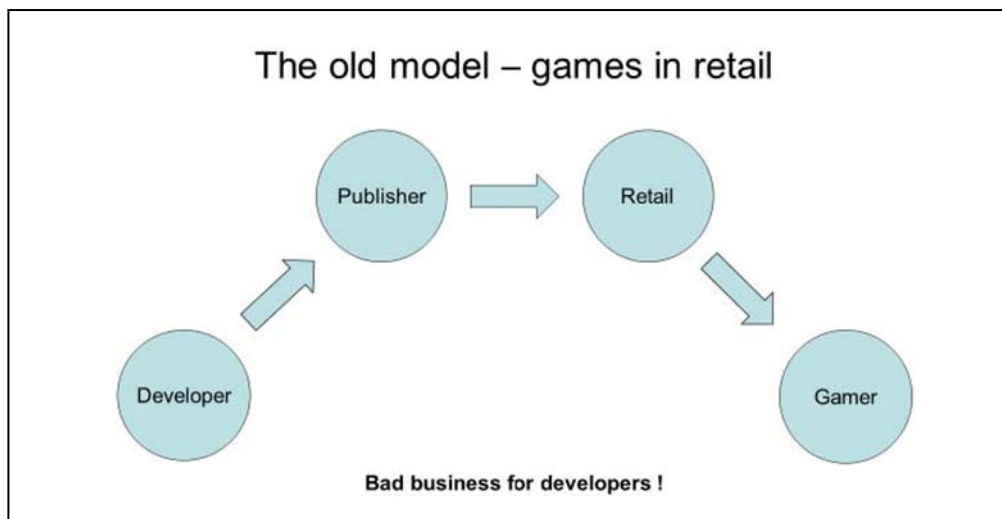 The old model – games in retail
Publisher
Retail
Developer
Gamer
Bad business for developers !